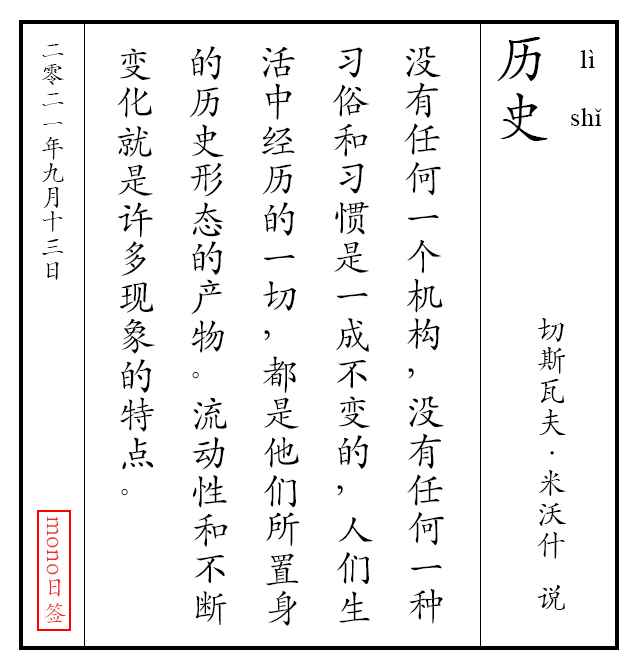 历史
lì
shǐ
切斯瓦夫·米沃什 说
没有任何一个机构，没有任何一种
习俗和习惯是一成不变的，人们生
活中经历的一切，都是他们所置身
的历史形态的产物。流动性和不断
变化就是许多现象的特点。
二零二一年九月十三日
mono日签